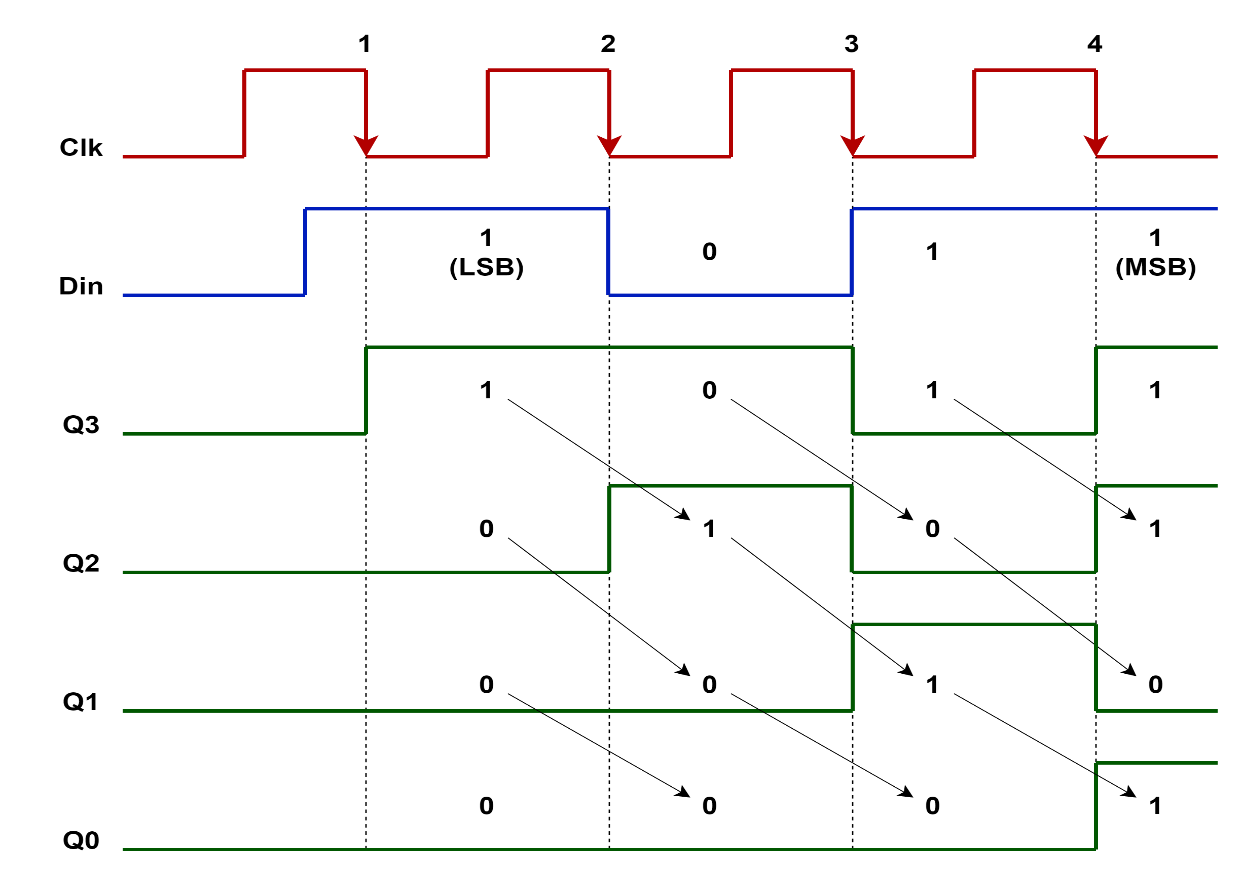 1 2 3 4
Clk
1 0 1 1
(LSB) (MSB)
Din
1 0 1 1
Q3
0 1 0 1
Q2
0 0 1 0
Q1
0 0 0 1
Q0